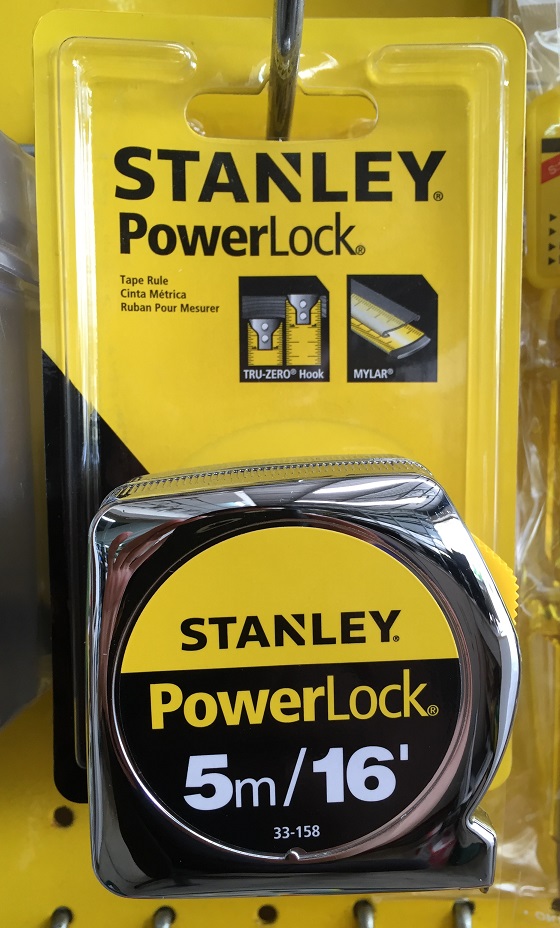 STANLEY®
PowerLock®
Tape Rule
Cinta Métrica
Ruban Pour Mesurer
TRU-ZERO® Hook
MYLAR®
STANLEY®
PowerLock®
5m/16'
33-158